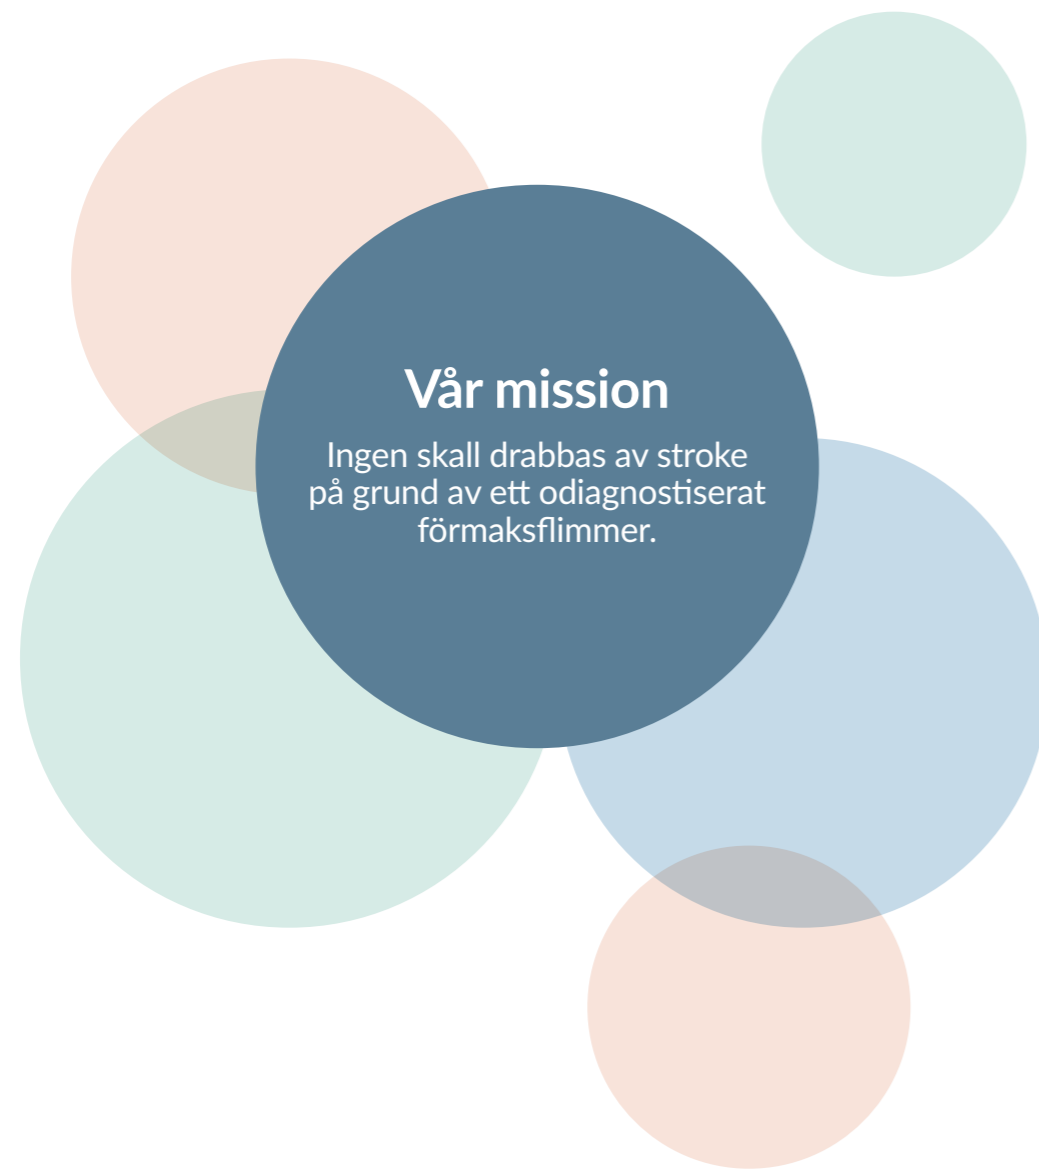 Vår mission
Ingen skall drabbas av stroke
på grund av ett odiagnostiserat
förmaksflimmer.